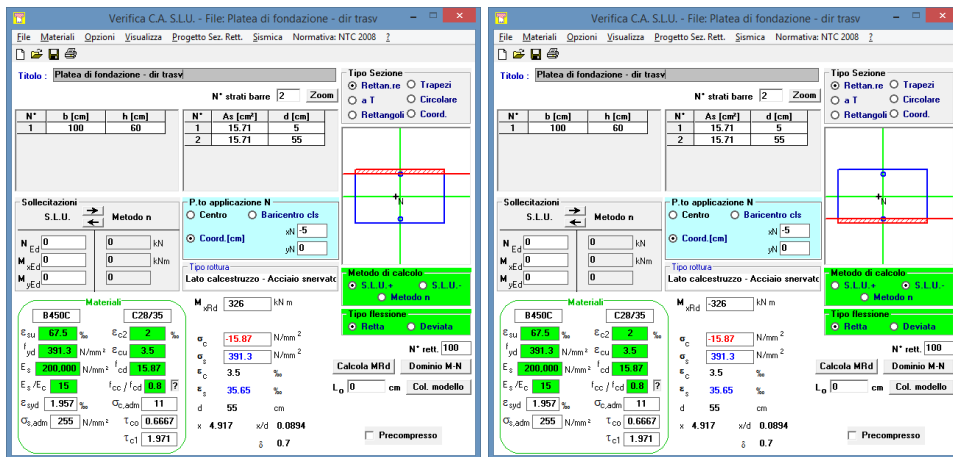 Verifica C.A. S.L.U. - File: Platea di fondazione - dir trasv
File Materiali Opzioni Visualizza Progetto Sez. Rett. Sismica Normativa: NTC 2008 ?
Titolo : Platea di fondazione - dir trasv
N° strati barre 2 Zoom
N° b [cm] h [cm]
1 100 60
N° As [cm²] d [cm]
1 15.71 5
2 15.71 55
Tipo Sezione
Rettan.re Trapezi
a T Circolare
Rettangoli Coord.
N
Sollecitazioni
S.L.U. Metodo n
N Ed 0 0 kN
M xEd 0 0 kNm
M yEd 0 0
P.to applicazione N
Centro Baricentro cls
Coord.[cm] xN -5
yN 0
Tipo rottura
Lato calcestruzzo - Acciaio snervato
Metodo di calcolo
S.L.U.+ S.L.U.-
Metodo n
Tipo flessione
Retta Deviata
Materiali
B450C C28/35
εsu 67.5 ‰ εc2 2 ‰
fyd 391.3 N/mm² εcu 3.5
Es 200,000 N/mm² fcd 15.87
Es/Ec 15 fcc / fcd 0.8 ?
εsyd 1.957 ‰ σc,adm 11
σs,adm 255 N/mm² τco 0.6667
τc1 1.971
M xRd 326 kN m
σc -15.87 N/mm²
σs 391.3 N/mm²
εc 3.5 ‰
εs 35.65 ‰
d 55 cm
x 4.917 x/d 0.0894
δ 0.7
N° rett. 100
Calcola MRd Dominio M-N
Lo 0 cm Col. modello
Precompresso
Verifica C.A. S.L.U. - File: Platea di fondazione - dir trasv
File Materiali Opzioni Visualizza Progetto Sez. Rett. Sismica Normativa: NTC 2008 ?
Titolo : Platea di fondazione - dir trasv
N° strati barre 2 Zoom
N° b [cm] h [cm]
1 100 60
N° As [cm²] d [cm]
1 15.71 5
2 15.71 55
Tipo Sezione
Rettan.re Trapezi
a T Circolare
Rettangoli Coord.
N
Sollecitazioni
S.L.U. Metodo n
N Ed 0 0 kN
M xEd 0 0 kNm
M yEd 0 0
P.to applicazione N
Centro Baricentro cls
Coord.[cm] xN -5
yN 0
Tipo rottura
Lato calcestruzzo - Acciaio snervato
Metodo di calcolo
S.L.U.+ S.L.U.-
Metodo n
Tipo flessione
Retta Deviata
Materiali
B450C C28/35
εsu 67.5 ‰ εc2 2 ‰
fyd 391.3 N/mm² εcu 3.5
Es 200,000 N/mm² fcd 15.87
Es/Ec 15 fcc / fcd 0.8 ?
εsyd 1.957 ‰ σc,adm 11
σs,adm 255 N/mm² τco 0.6667
τc1 1.971
M xRd -326 kN m
σc -15.87 N/mm²
σs 391.3 N/mm²
εc 3.5 ‰
εs 35.65 ‰
d 55 cm
x 4.917 x/d 0.0894
δ 0.7
N° rett. 100
Calcola MRd Dominio M-N
Lo 0 cm Col. modello
Precompresso